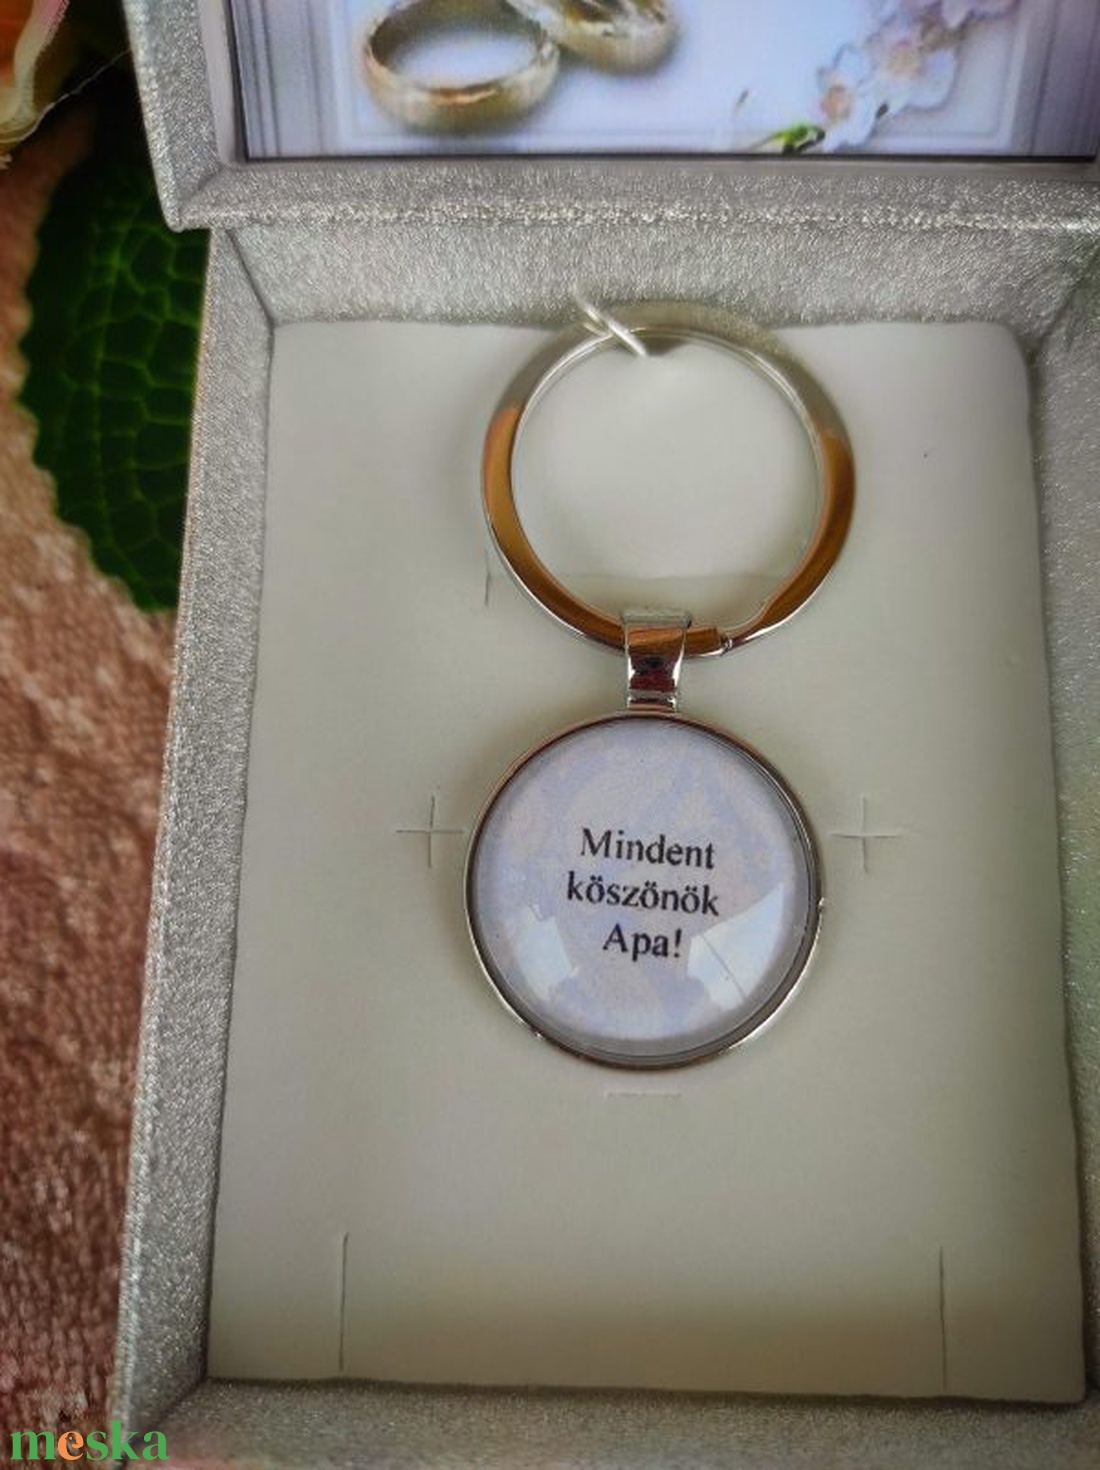 Mindent
köszönök
Apa!
meska